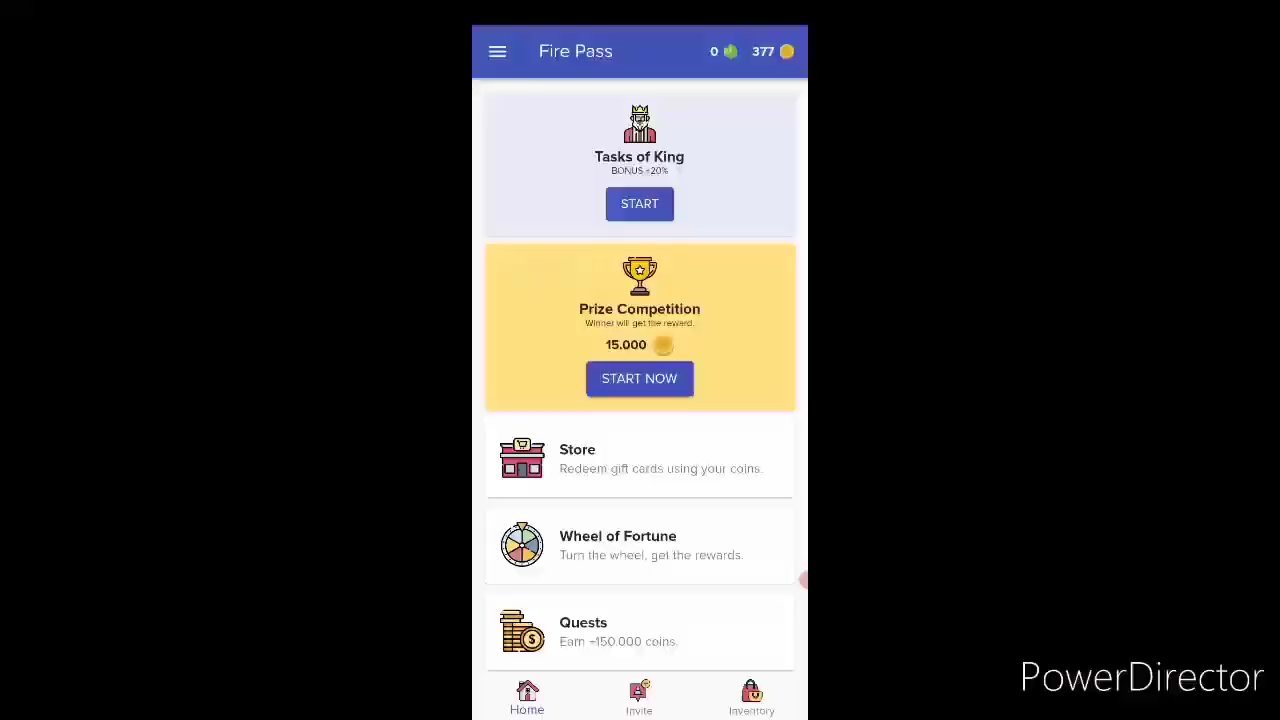 Fire Pass
0
377
Tasks of King
BONUS +20%
START
Prize Competition
Winner will get the reward.
15.000
START NOW
Store
Redeem gift cards using your coins.
Wheel of Fortune
Turn the wheel, get the rewards.
Quests
Earn +150.000 coins.
Home
Invite
Inventory
PowerDirector